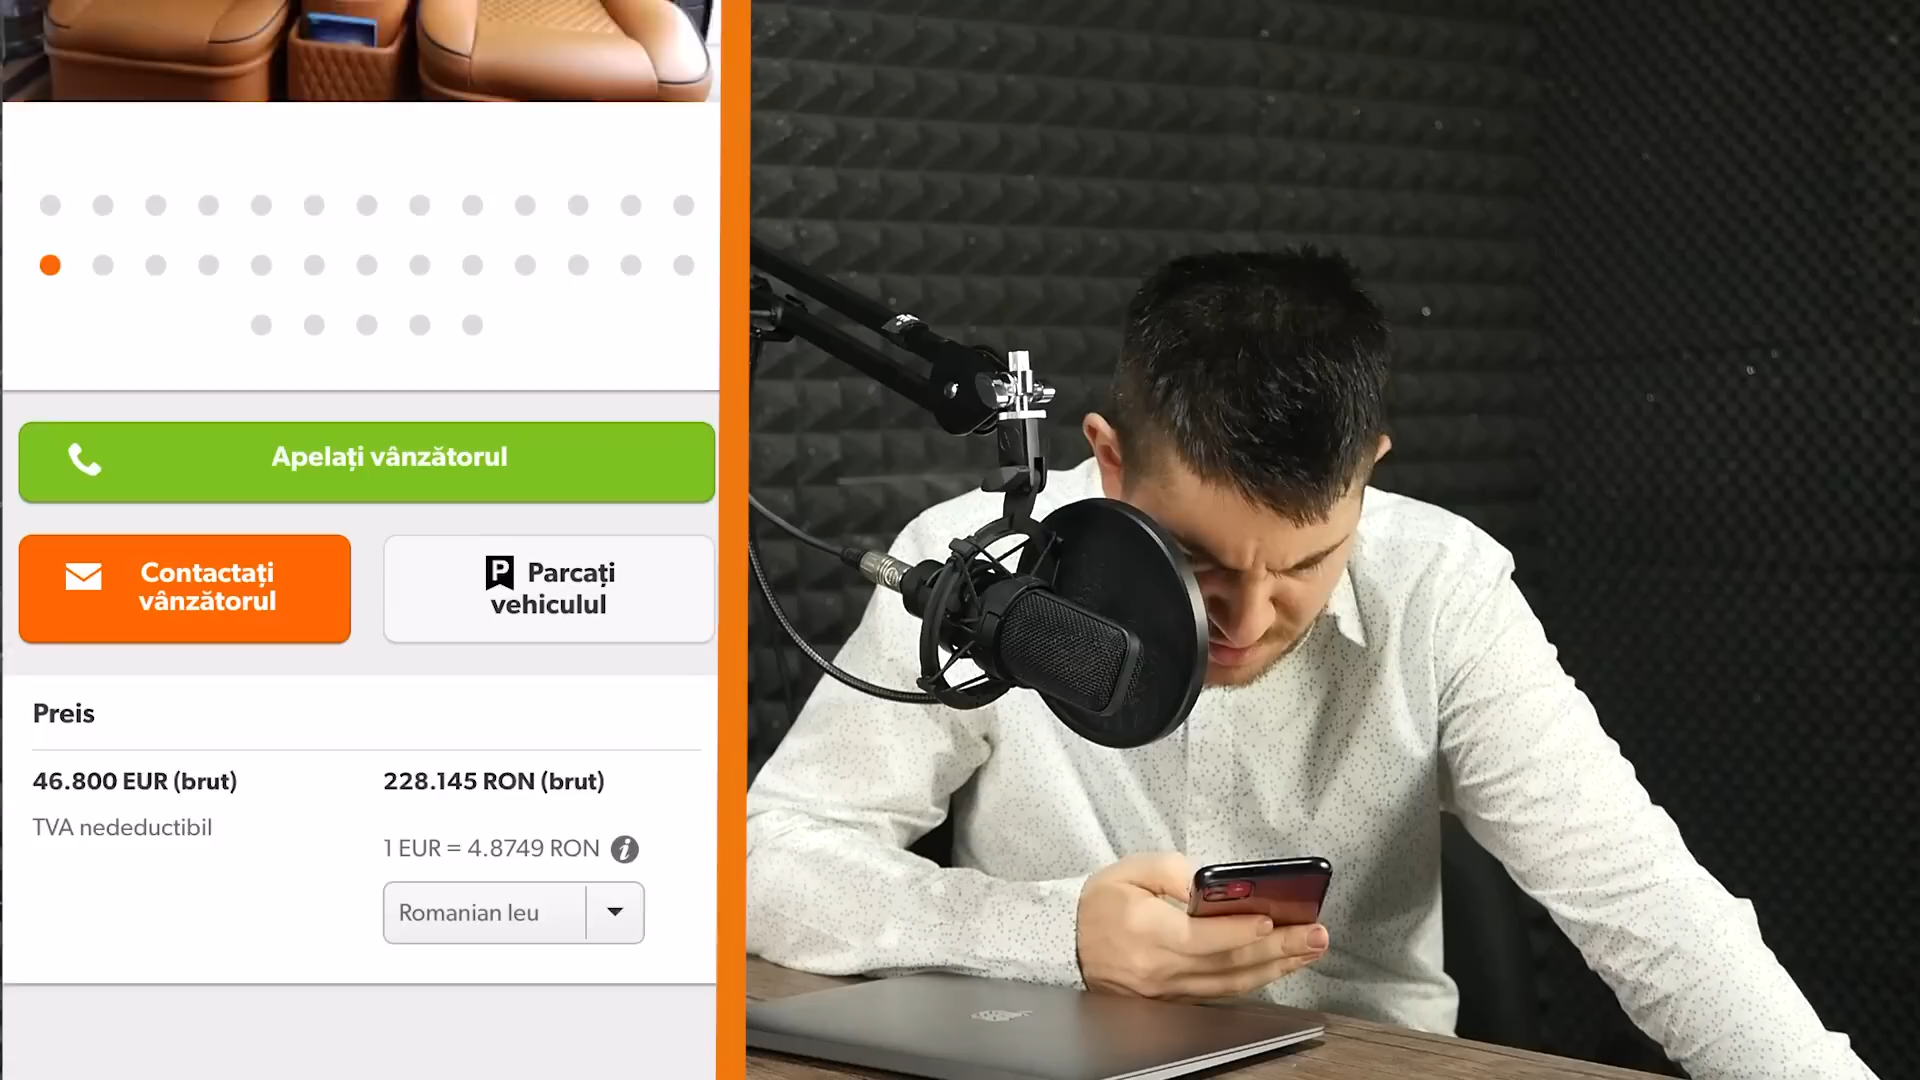 Apelați vânzătorul
Contactați
vânzătorul
P Parcați
vehiculul
Preis
46.800 EUR (brut)
228.145 RON (brut)
TVA nedeductibil
1 EUR = 4.8749 RON i
Romanian leu